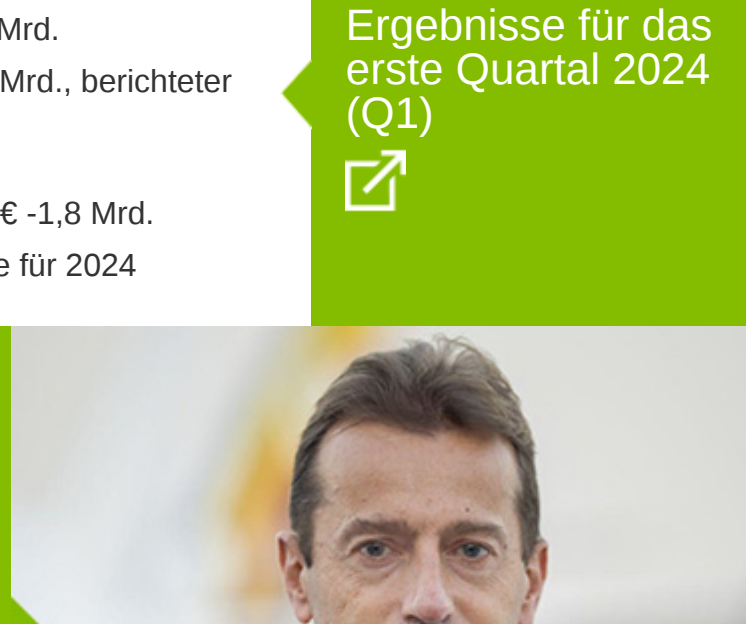 Mrd.
Mrd., berichteter
€ -1,8 Mrd.
e für 2024
Ergebnisse für das
erste Quartal 2024
(Q1)